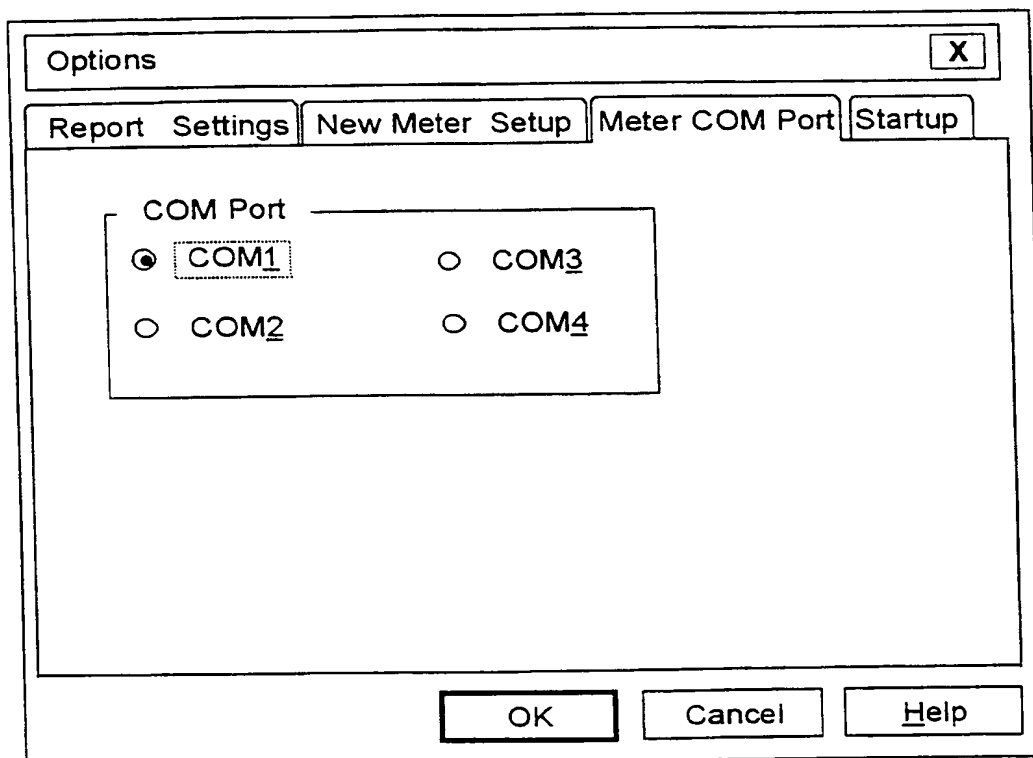 Options X
Report Settings New Meter Setup Meter COM Port Startup
COM Port
COM1 COM3
COM2 COM4
OK Cancel Help